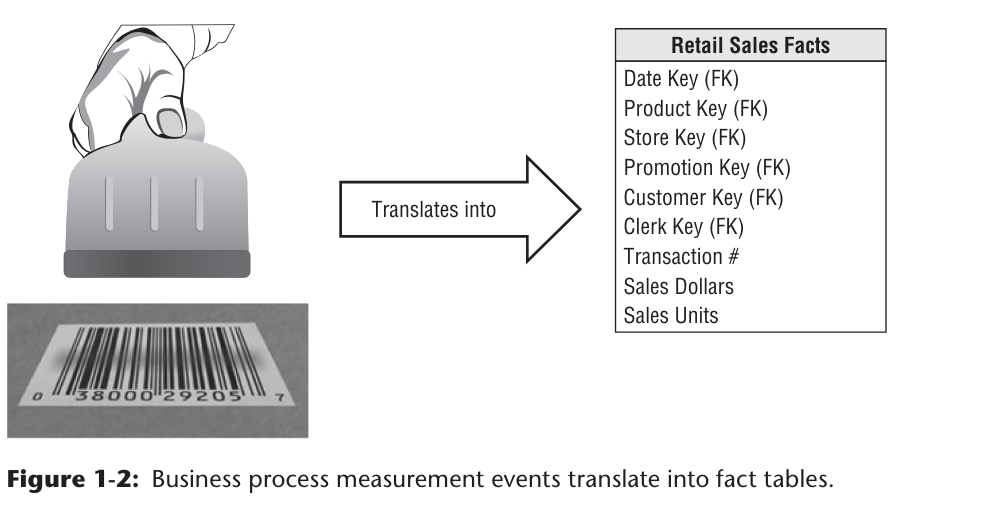 Translates into
Retail Sales Facts
Date Key (FK)
Product Key (FK)
Store Key (FK)
Promotion Key (FK)
Customer Key (FK)
Clerk Key (FK)
Transaction #
Sales Dollars
Sales Units
0 38000 29205 7
Figure 1-2: Business process measurement events translate into fact tables.